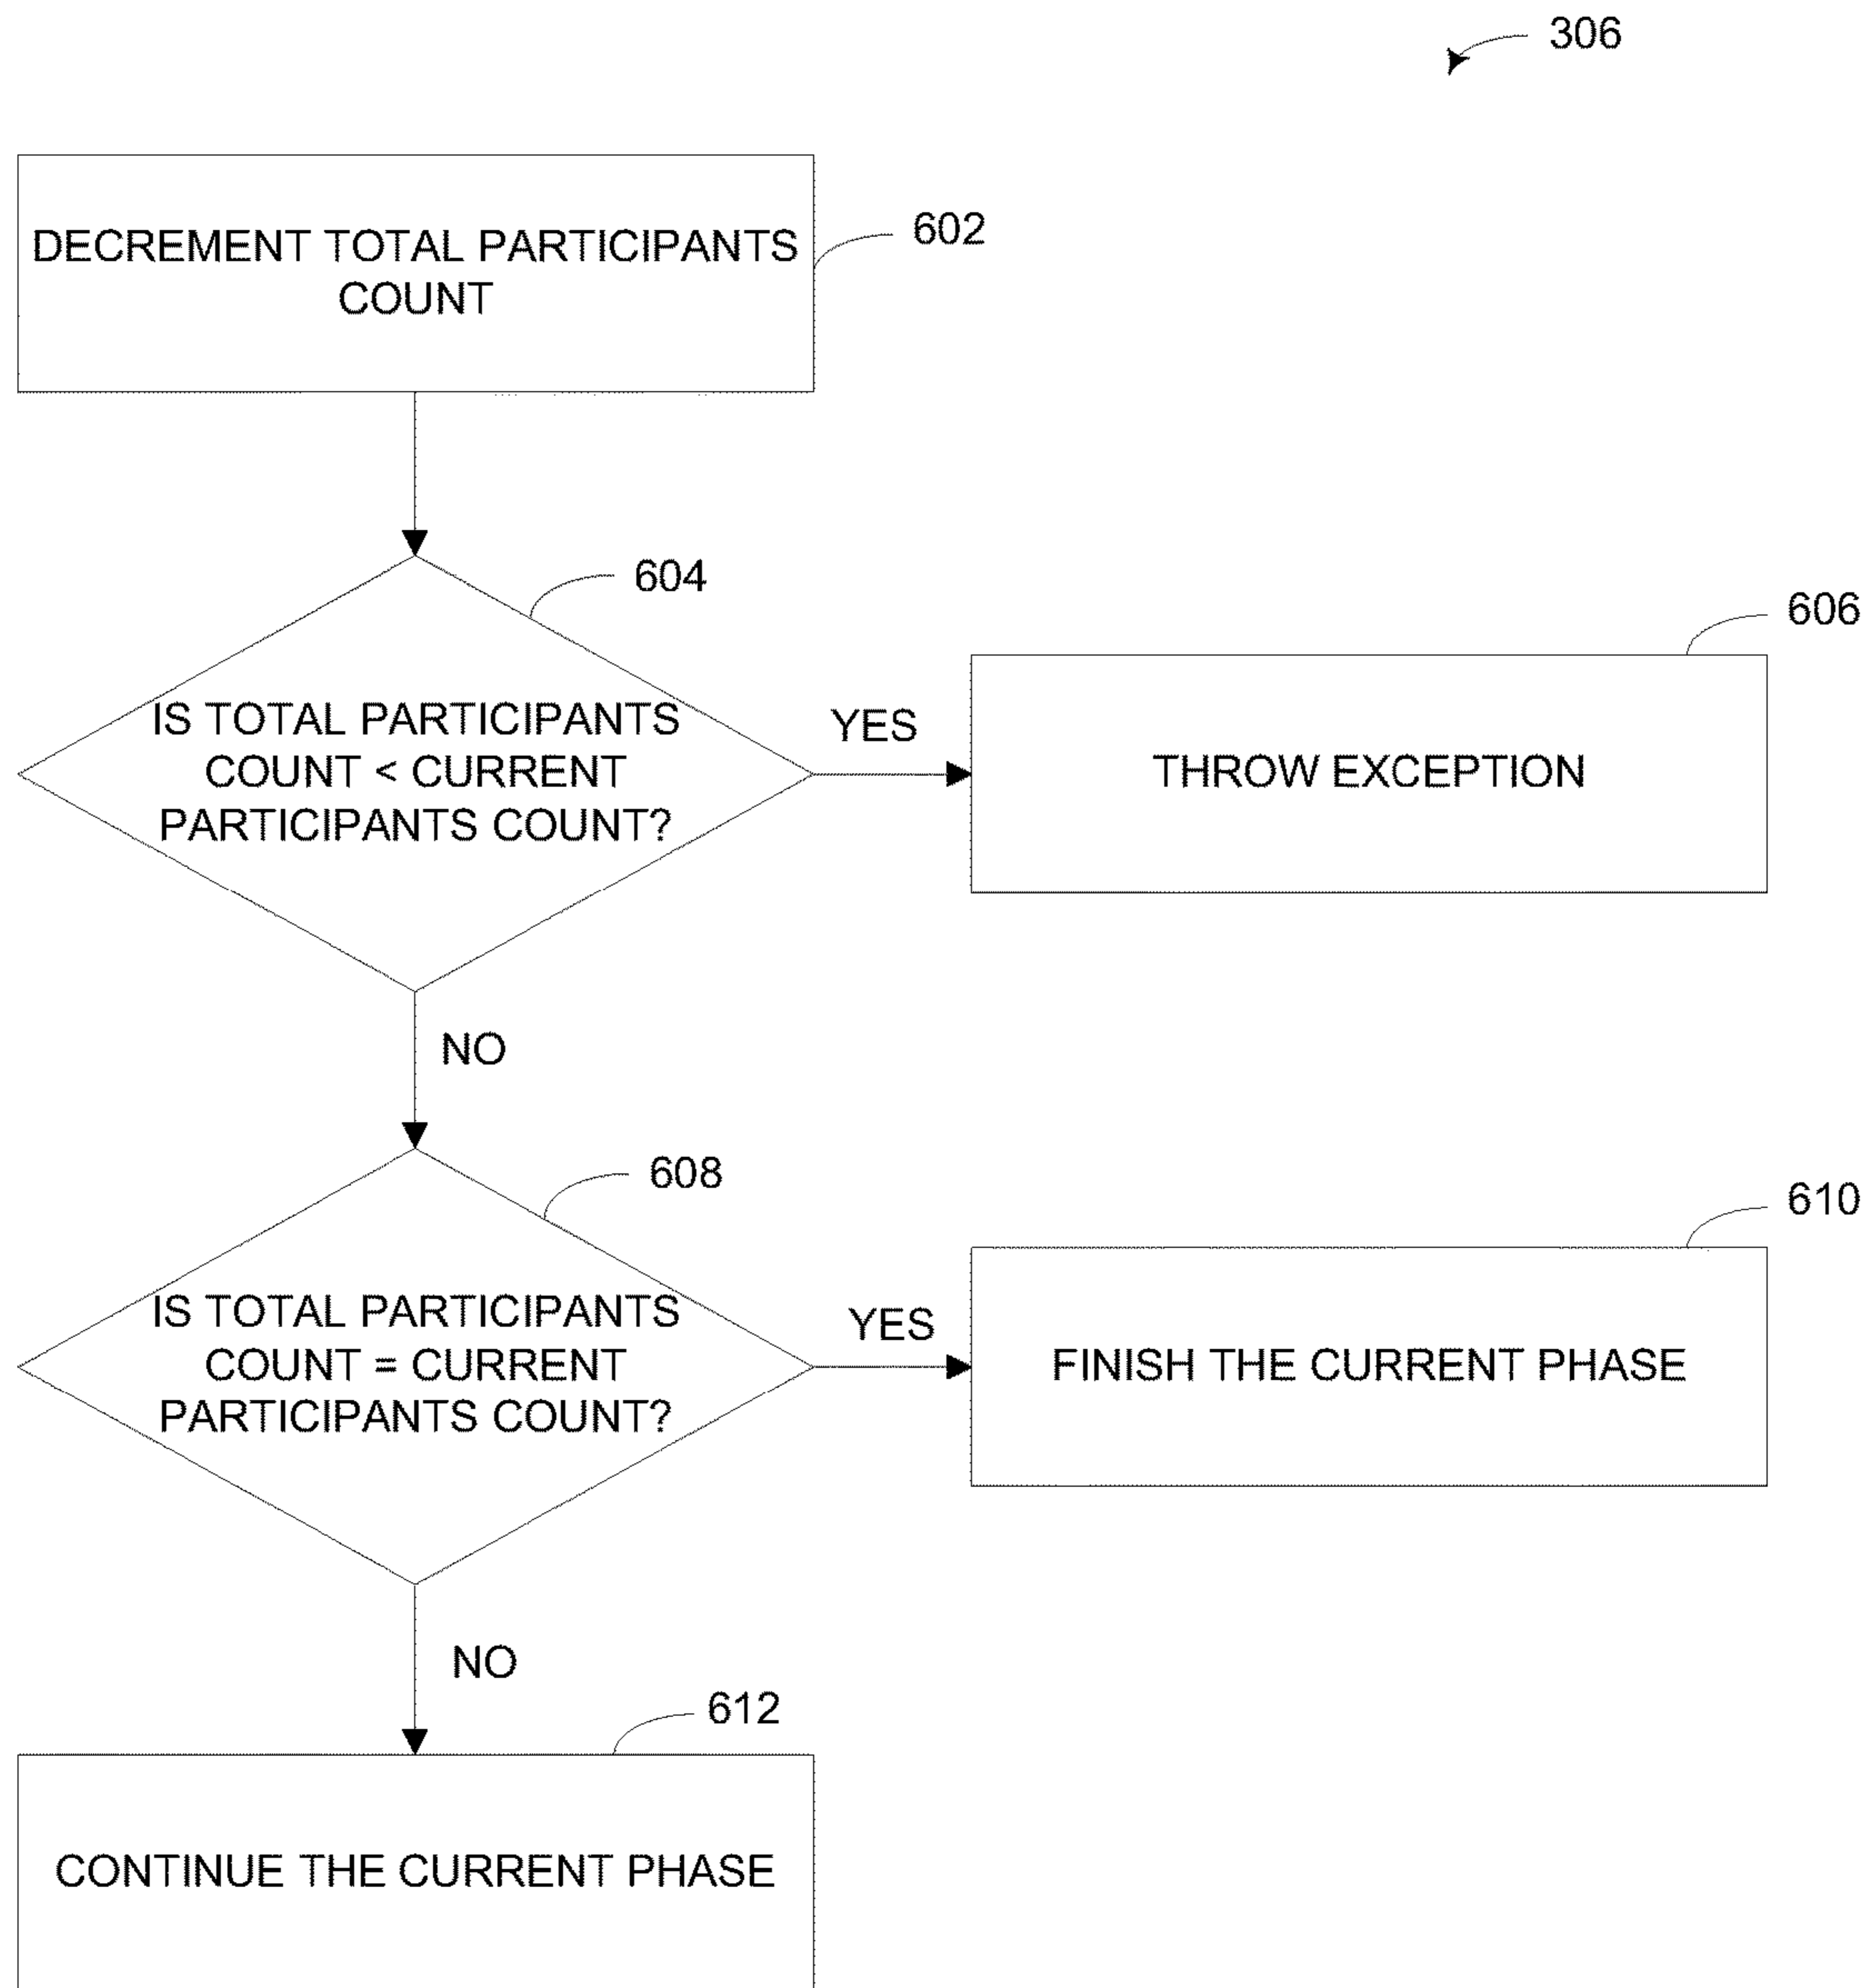 306
DECREMENT TOTAL PARTICIPANTS
COUNT
602
604
IS TOTAL PARTICIPANTS
COUNT < CURRENT
PARTICIPANTS COUNT?
YES
606
THROW EXCEPTION
NO
608
IS TOTAL PARTICIPANTS
COUNT = CURRENT
PARTICIPANTS COUNT?
YES
610
FINISH THE CURRENT PHASE
NO
612
CONTINUE THE CURRENT PHASE